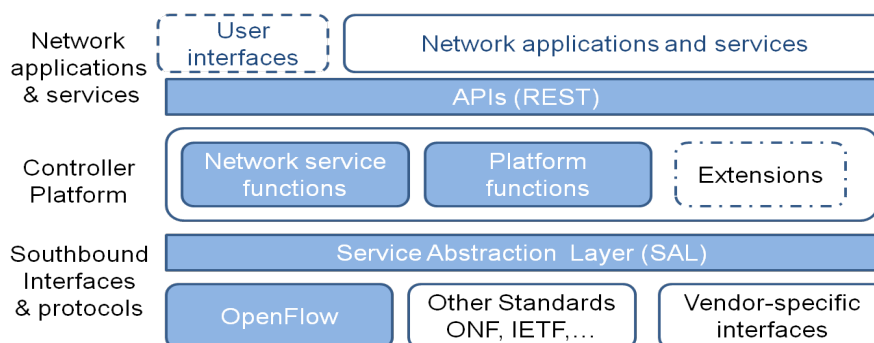 Network
applications
& services
User
interfaces
Network applications and services
APIs (REST)
Controller
Platform
Network service
functions
Platform
functions
Extensions
Southbound
Interfaces
& protocols
Service Abstraction Layer (SAL)
OpenFlow
Other Standards
ONF, IETF,...
Vendor-specific
interfaces